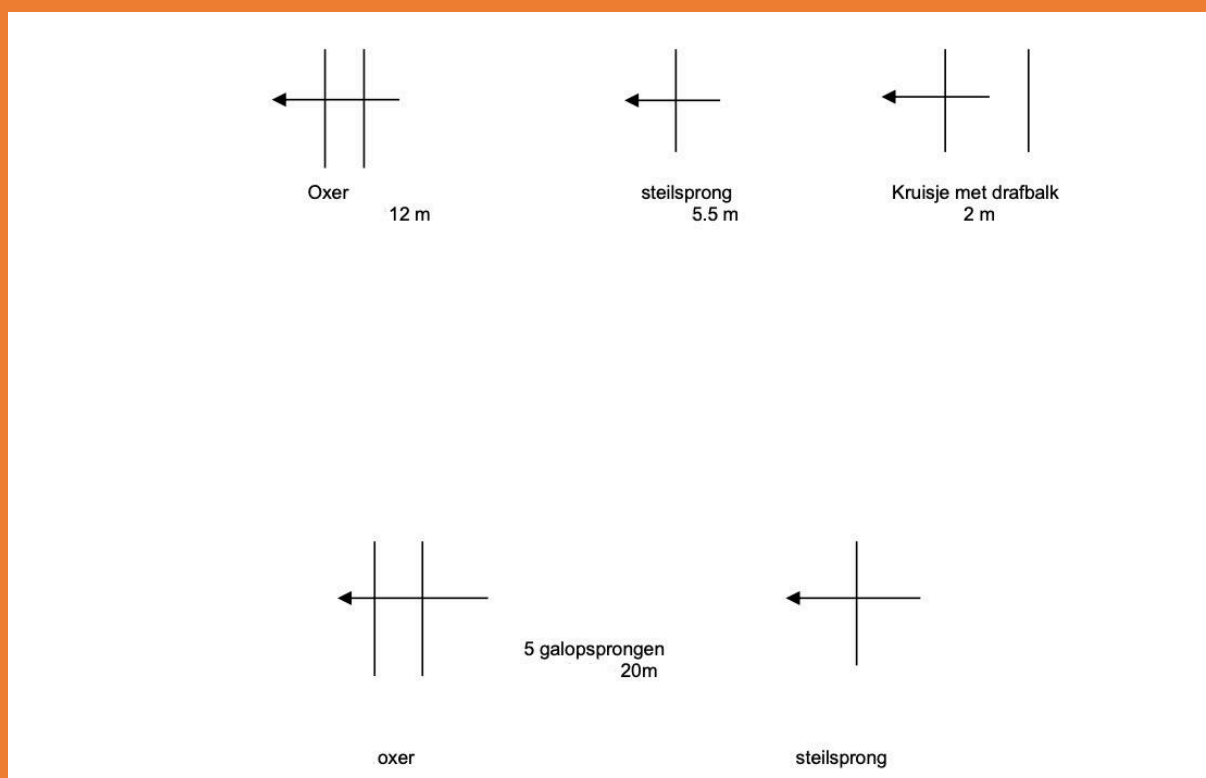 Oxer
12 m
steilsprong
5.5 m
Kruisje met drafbalk
2 m
5 galopsprongen
20m
oxer
steilsprong